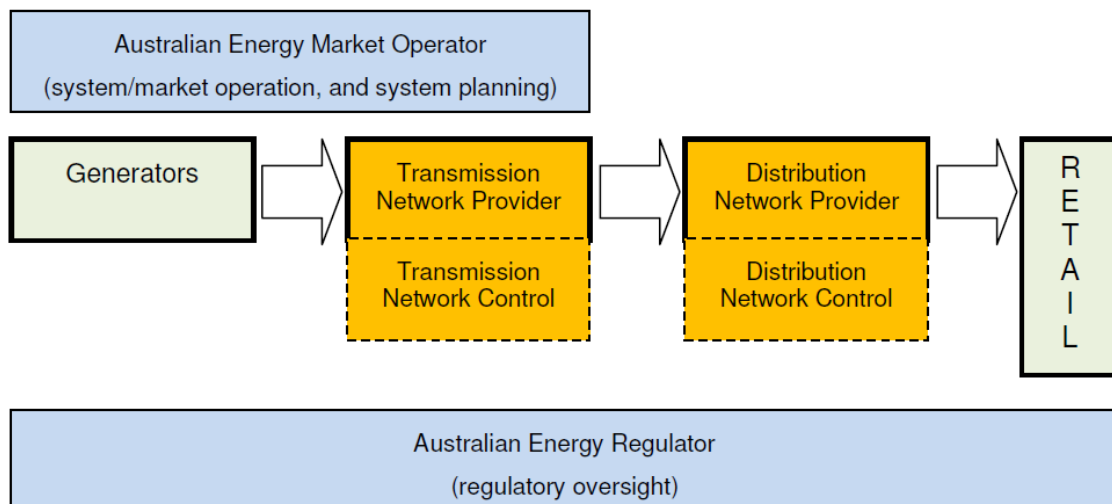 Australian Energy Market Operator
(system/market operation, and system planning)
Generators
Transmission
Network Provider
Distribution
Network Provider
R
E
T
A
I
L
Transmission
Network Control
Distribution
Network Control
Australian Energy Regulator
(regulatory oversight)